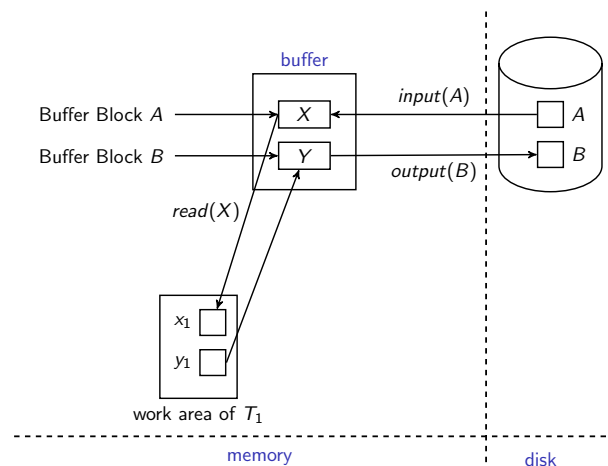 buffer
Buffer Block A
X
input(A)
A
Buffer Block B
Y
output(B)
B
read(X)
x₁
y₁
work area of T₁
memory
disk